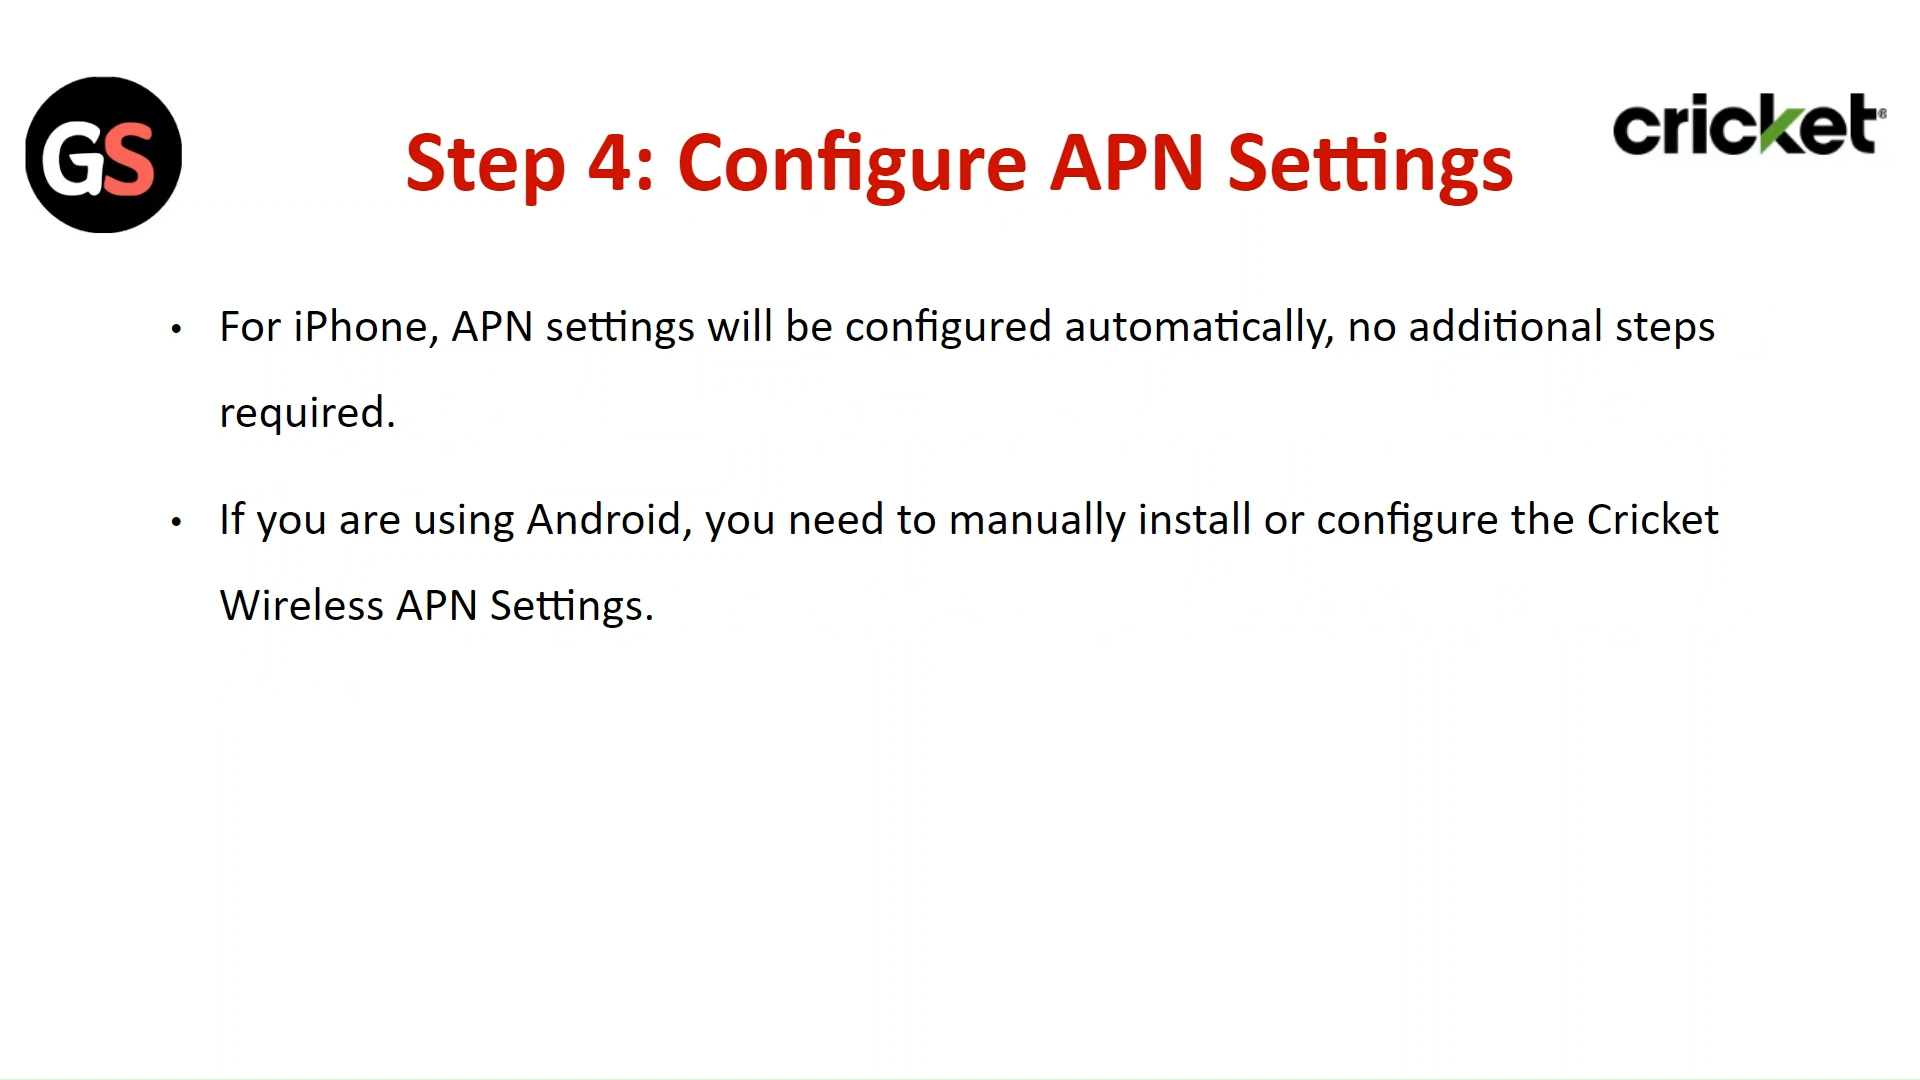 GS
cricket®
Step 4: Configure APN Settings
• For iPhone, APN settings will be configured automatically, no additional steps
required.
• If you are using Android, you need to manually install or configure the Cricket
Wireless APN Settings.